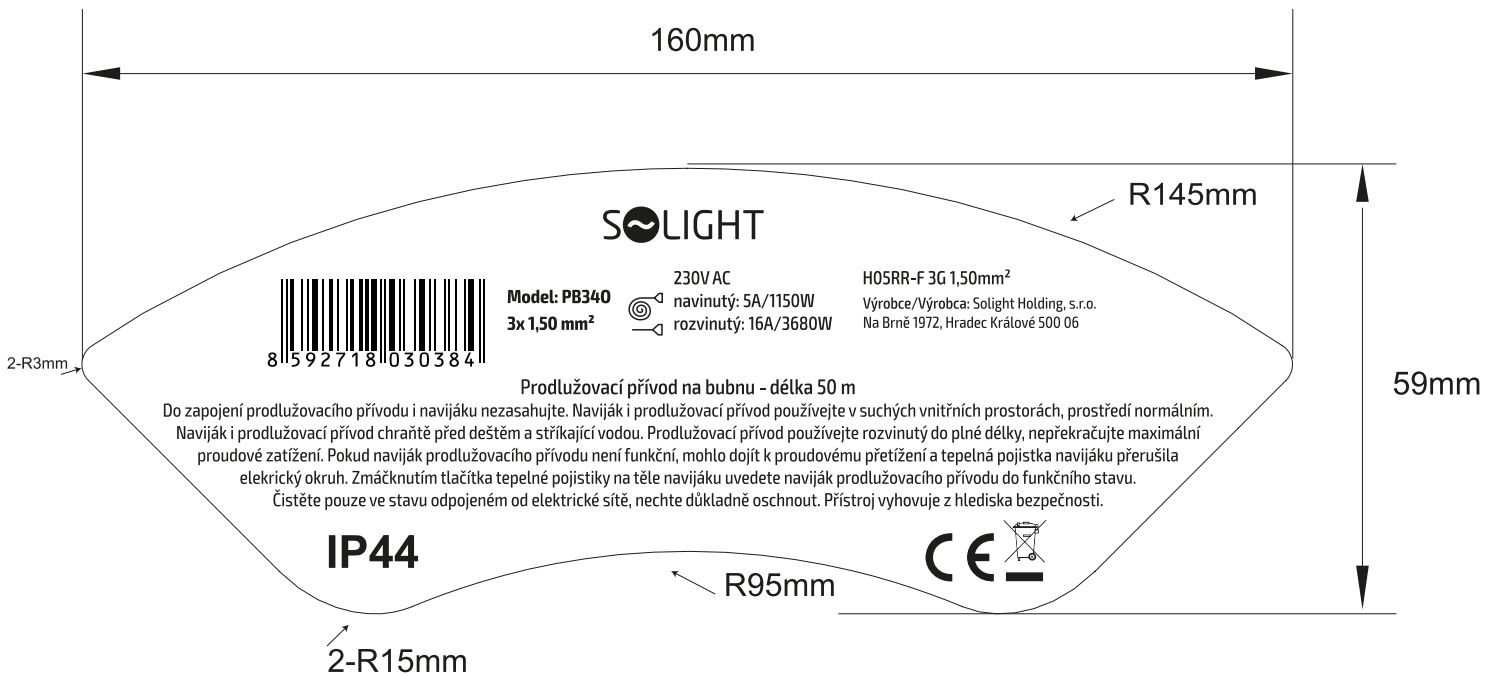 160mm
R145mm
SOLIGHT
230V AC
H05RR-F 3G 1,50mm²
Model: PB340
navinutý: 5A/1150W
Výrobce/Výrobca: Solight Holding, s.r.o.
3x 1,50 mm²
rozvinutý: 16A/3680W
Na Brně 1972, Hradec Králové 500 06
8 592718 030384
2-R3mm
59mm
Prodlužovací přívod na bubnu - délka 50 m
Do zapojení prodlužovacího přívodu i navijáku nezasahujte. Naviják i prodlužovací přívod používejte v suchých vnitřních prostorách, prostředí normálním.
Naviják i prodlužovací přívod chraňtě před deštěm a stříkající vodou. Prodlužovací přívod používejte rozvinutý do plné délky, nepřekračujte maximální
proudové zatížení. Pokud naviják prodlužovacího přívodu není funkční, mohlo dojít k proudovému přetížení a tepelná pojistka navijáku přerušila
elekrický okruh. Zmáčknutím tlačítka tepelné pojistiky na těle navijáku uvedete naviják prodlužovacího přívodu do funkčního stavu.
Čistěte pouze ve stavu odpojeném od elektrické sítě, nechte důkladně oschnout. Přístroj vyhovuje z hlediska bezpečnosti.
IP44
CE
R95mm
2-R15mm